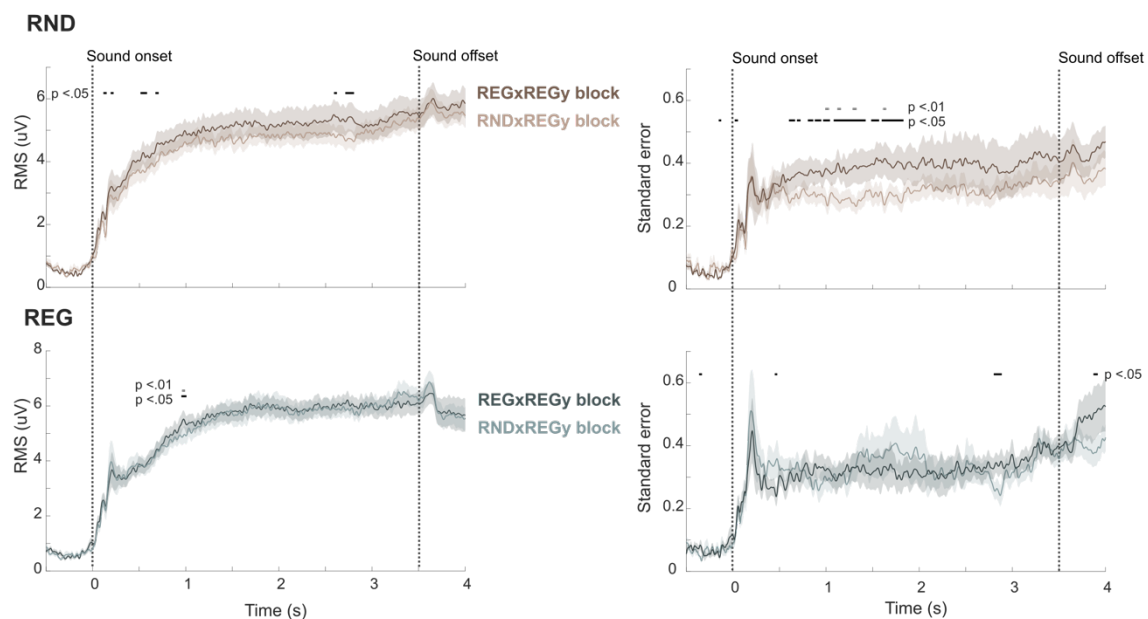 RND
Sound onset
Sound offset
Sound onset
Sound offset
6
p <.05
4
2
0
RMS (uV)
REGxREGy block
RNDxREGy block
0.6
p <.01
p <.05
0.4
0.2
0
Standard error
REG
8
p <.01
p <.05
6
4
2
0
RMS (uV)
0
1
2
3
4
Time (s)
REGxREGy block
RNDxREGy block
0.6
p <.05
0.4
0.2
0
Standard error
0
1
2
3
4
Time (s)